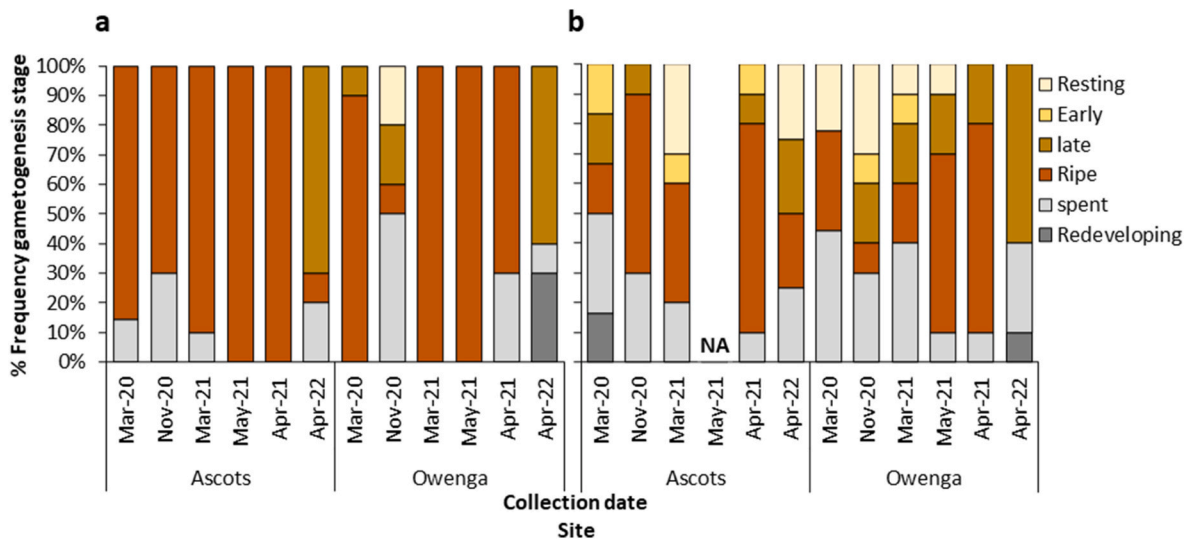 a
b
% Frequency gametogenesis stage
100%
90%
80%
70%
60%
50%
40%
30%
20%
10%
0%
NA
Resting
Early
late
Ripe
spent
Redeveloping
Mar-20
Nov-20
Mar-21
May-21
Apr-21
Apr-22
Mar-20
Nov-20
Mar-21
May-21
Apr-21
Apr-22
Mar-20
Nov-20
Mar-21
May-21
Apr-21
Apr-22
Mar-20
Nov-20
Mar-21
May-21
Apr-21
Apr-22
Ascots
Owenga
Ascots
Owenga
Collection date
Site